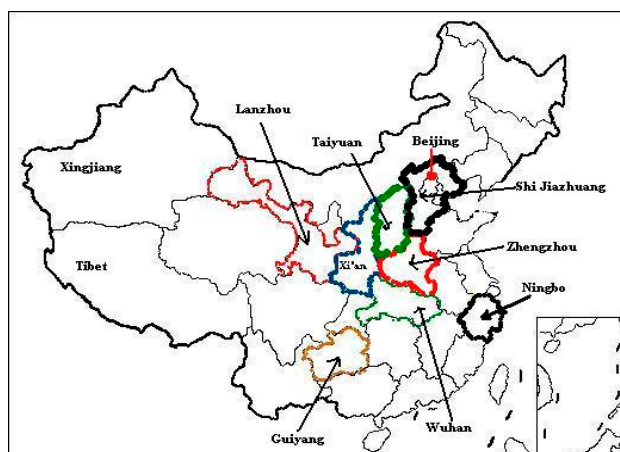 Lanzhou
Taiyuan
Beijing
Xingjiang
Shi Jiazhuang
Zhengzhou
Tibet
Xi'an
Ningbo
Guiyang
Wuhan